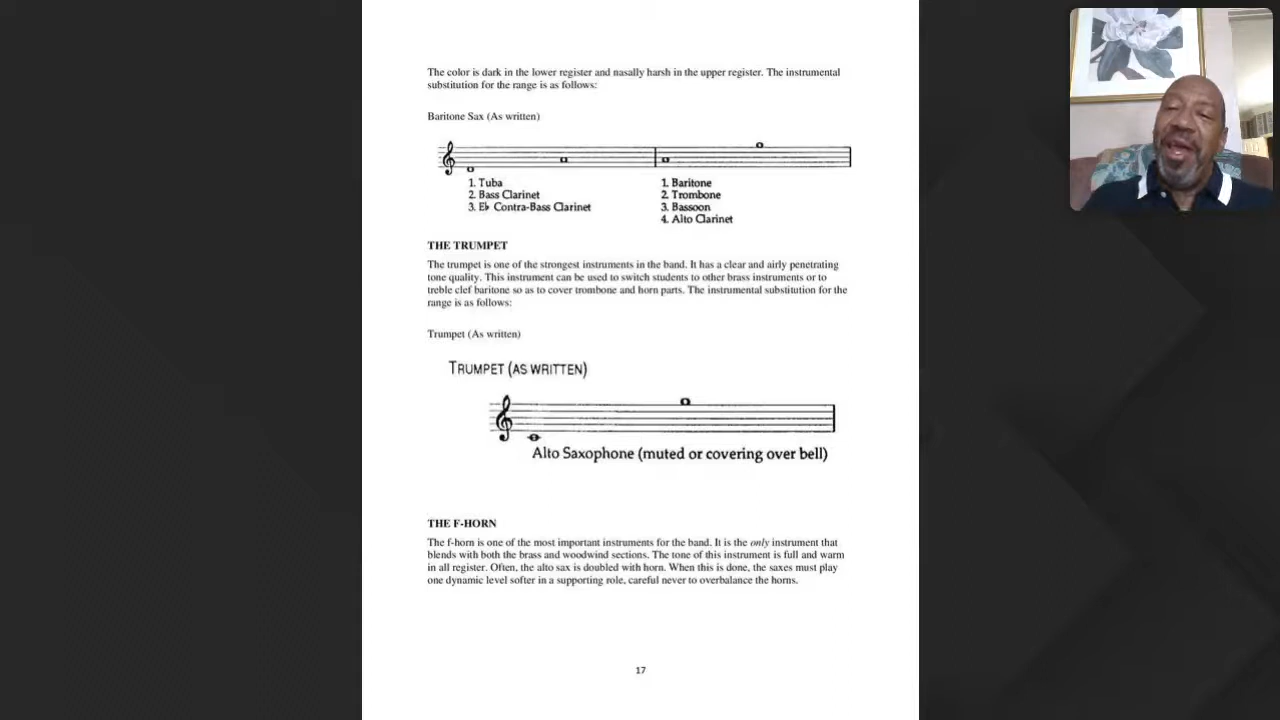 The color is dark in the lower register and nasally harsh in the upper register. The instrumental
substitution for the range is as follows:
Baritone Sax (As written)
1. Tuba
2. Bass Clarinet
3. E♭ Contra-Bass Clarinet
1. Baritone
2. Trombone
3. Bassoon
4. Alto Clarinet
THE TRUMPET
The trumpet is one of the strongest instruments in the band. It has a clear and airly penetrating
tone quality. This instrument can be used to switch students to other brass instruments or to
treble clef baritone so as to cover trombone and horn parts. The instrumental substitution for the
range is as follows:
Trumpet (As written)
TRUMPET (AS WRITTEN)
Alto Saxophone (muted or covering over bell)
THE F-HORN
The f-horn is one of the most important instruments for the band. It is the only instrument that
blends with both the brass and woodwind sections. The tone of this instrument is full and warm
in all register. Often, the alto sax is doubled with horn. When this is done, the saxes must play
one dynamic level softer in a supporting role, careful never to overbalance the horns.
17